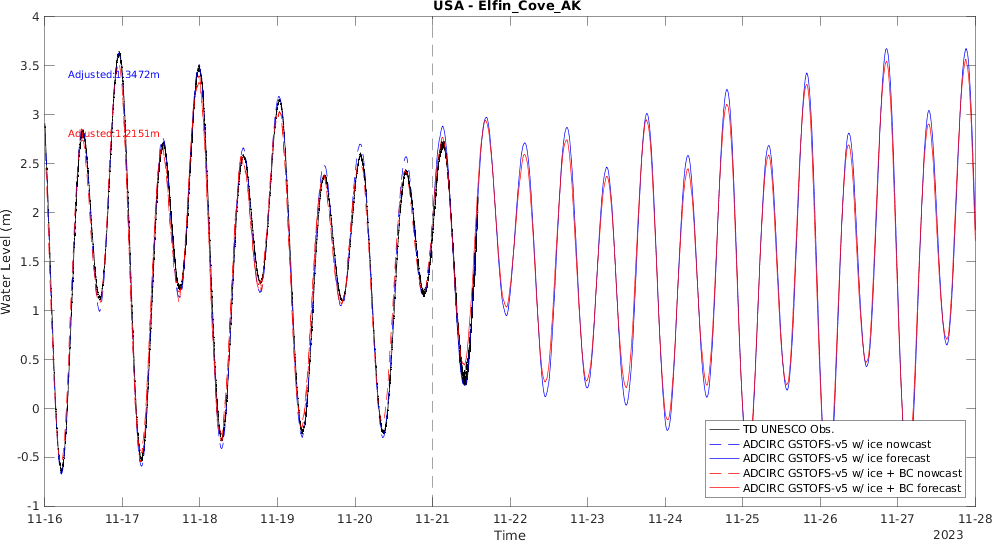 USA - Elfin_Cove_AK
4
3.5
3
2.5
2
1.5
1
0.5
0
-0.5
-1
Water Level (m)
Adjusted:1.3472m
Adjusted:1.2151m
TD UNESCO Obs.
ADCIRC GSTOFS-v5 w/ ice nowcast
ADCIRC GSTOFS-v5 w/ ice forecast
ADCIRC GSTOFS-v5 w/ ice + BC nowcast
ADCIRC GSTOFS-v5 w/ ice + BC forecast
11-16 11-17 11-18 11-19 11-20 11-21 11-22 11-23 11-24 11-25 11-26 11-27 11-28
Time
2023